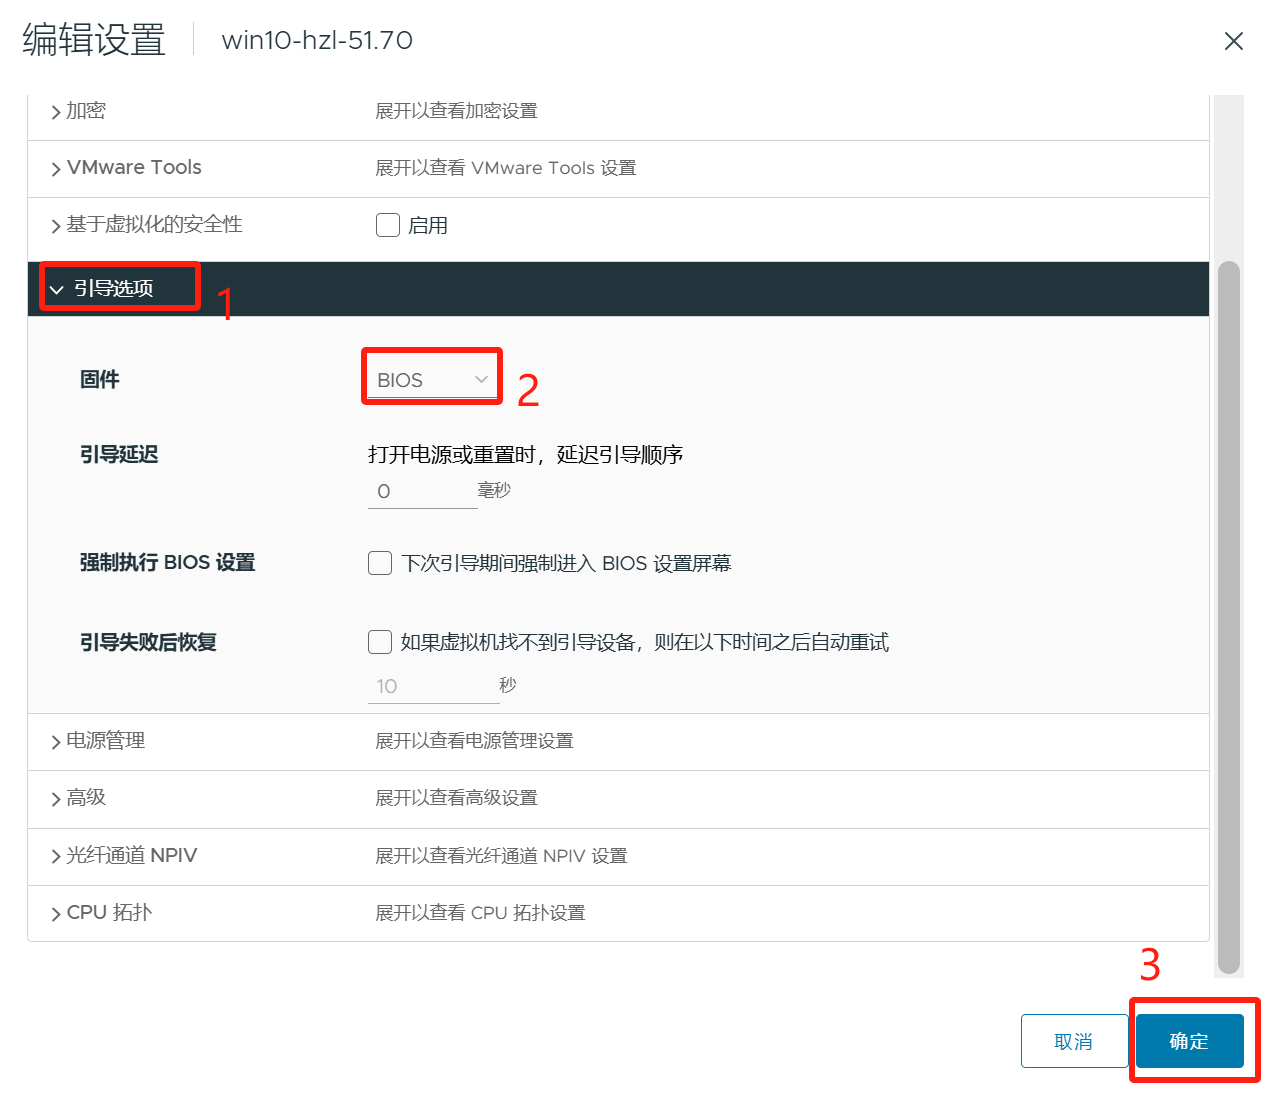 编辑设置 win10-hzl-51.70
加密 展开以查看加密设置
VMware Tools 展开以查看 VMware Tools 设置
基于虚拟化的安全性 启用
引导选项 1
固件 BIOS 2
引导延迟 打开电源或重置时，延迟引导顺序
0 毫秒
强制执行 BIOS 设置 下次引导期间强制进入 BIOS 设置屏幕
引导失败后恢复 如果虚拟机找不到引导设备，则在以下时间之后自动重试
10 秒
电源管理 展开以查看电源管理设置
高级 展开以查看高级设置
光纤通道 NPIV 展开以查看光纤通道 NPIV 设置
CPU 拓扑 展开以查看 CPU 拓扑设置
3
取消 确定